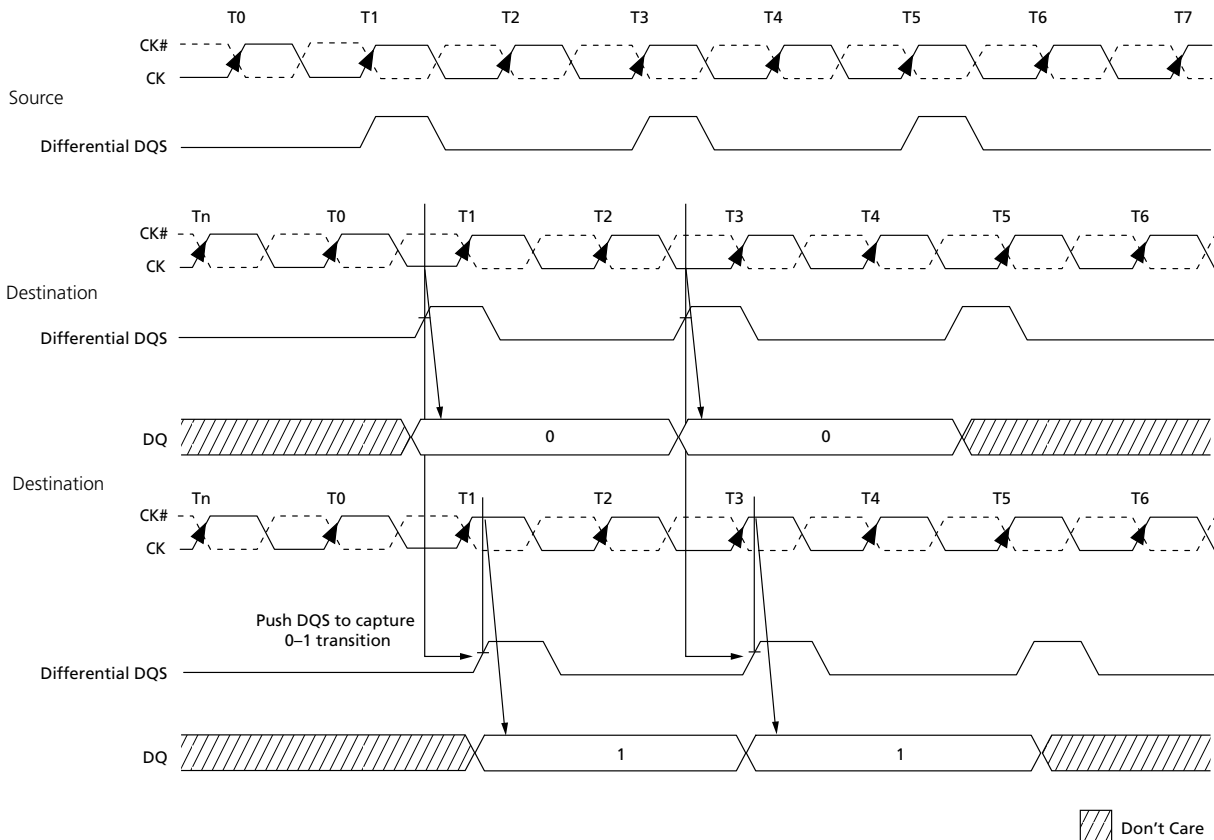 T0 T1 T2 T3 T4 T5 T6 T7
CK#
CK
Source
Differential DQS
Tn T0 T1 T2 T3 T4 T5 T6
CK#
CK
Destination
Differential DQS
DQ 0 0
Destination
Tn T0 T1 T2 T3 T4 T5 T6
CK#
CK
Push DQS to capture
0–1 transition
Differential DQS
DQ 1 1
Don't Care